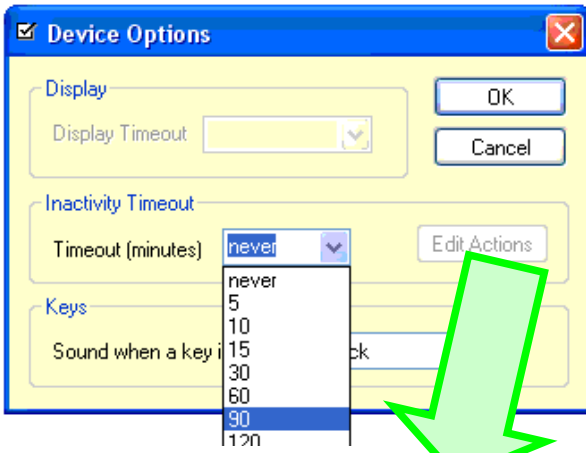 Device Options
Display
OK
Display Timeout
Cancel
Inactivity Timeout
Timeout (minutes) never Edit Actions
never
5
Keys
10
Sound when a key
15
30
60
90
120